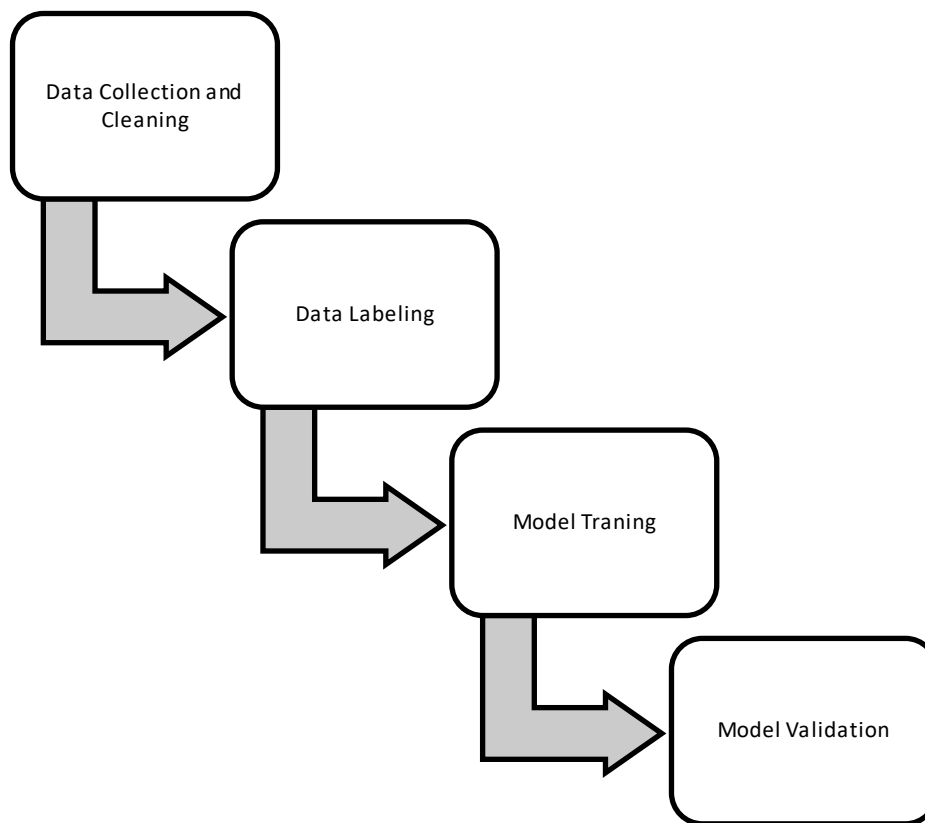 Data Collection and
Cleaning
Data Labeling
Model Traning
Model Validation